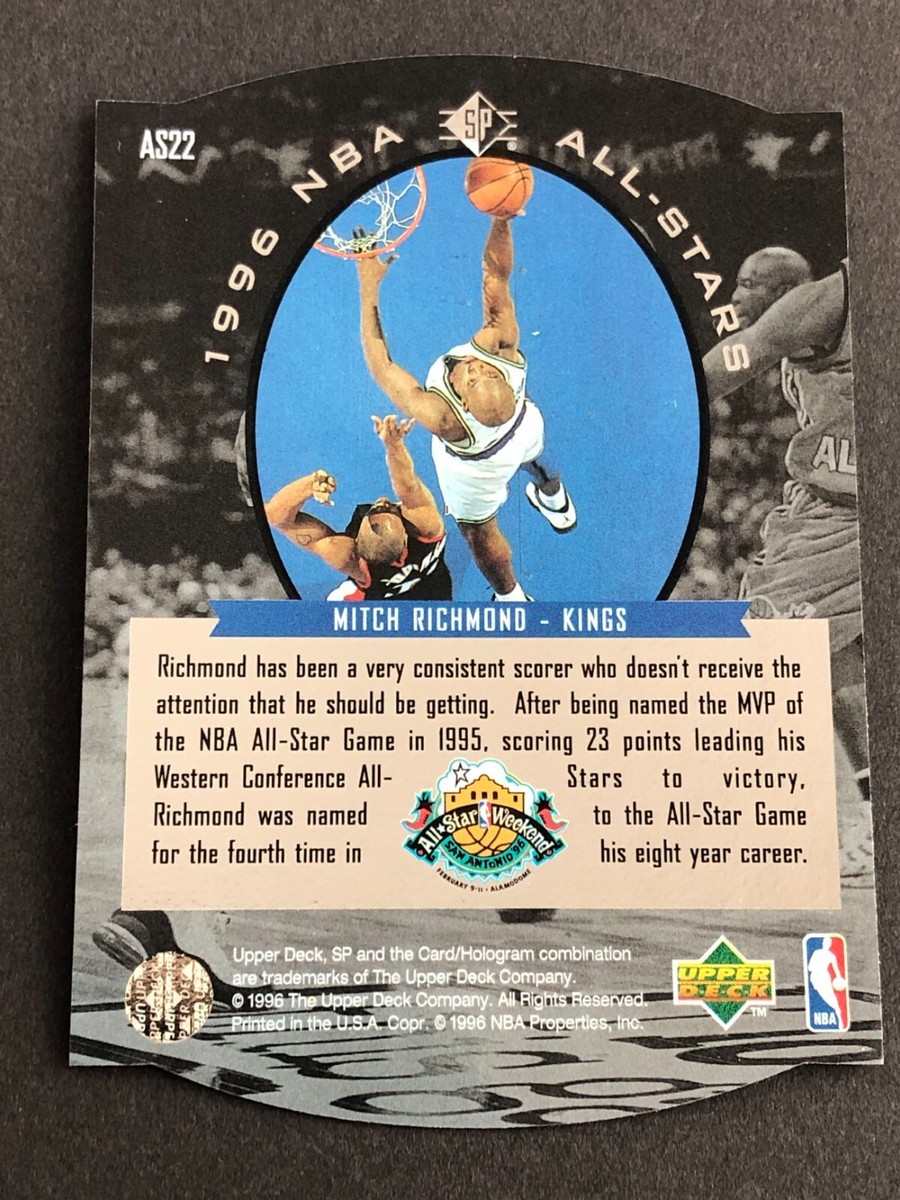 AS22
SP
1996 NBA ALL-STARS
MITCH RICHMOND - KINGS
Richmond has been a very consistent scorer who doesn't receive the
attention that he should be getting. After being named the MVP of
the NBA All-Star Game in 1995, scoring 23 points leading his
Western Conference All- Stars to victory,
Richmond was named to the All-Star Game
for the fourth time in his eight year career.
All★Star Weekend
SAN ANTONIO 96
FEBRUARY 9-11 · ALAMODOME
AL
Upper Deck, SP and the Card/Hologram combination
are trademarks of The Upper Deck Company.
© 1996 The Upper Deck Company. All Rights Reserved.
Printed in the U.S.A. Copr. © 1996 NBA Properties, Inc.
UPPER
DECK
TM
NBA